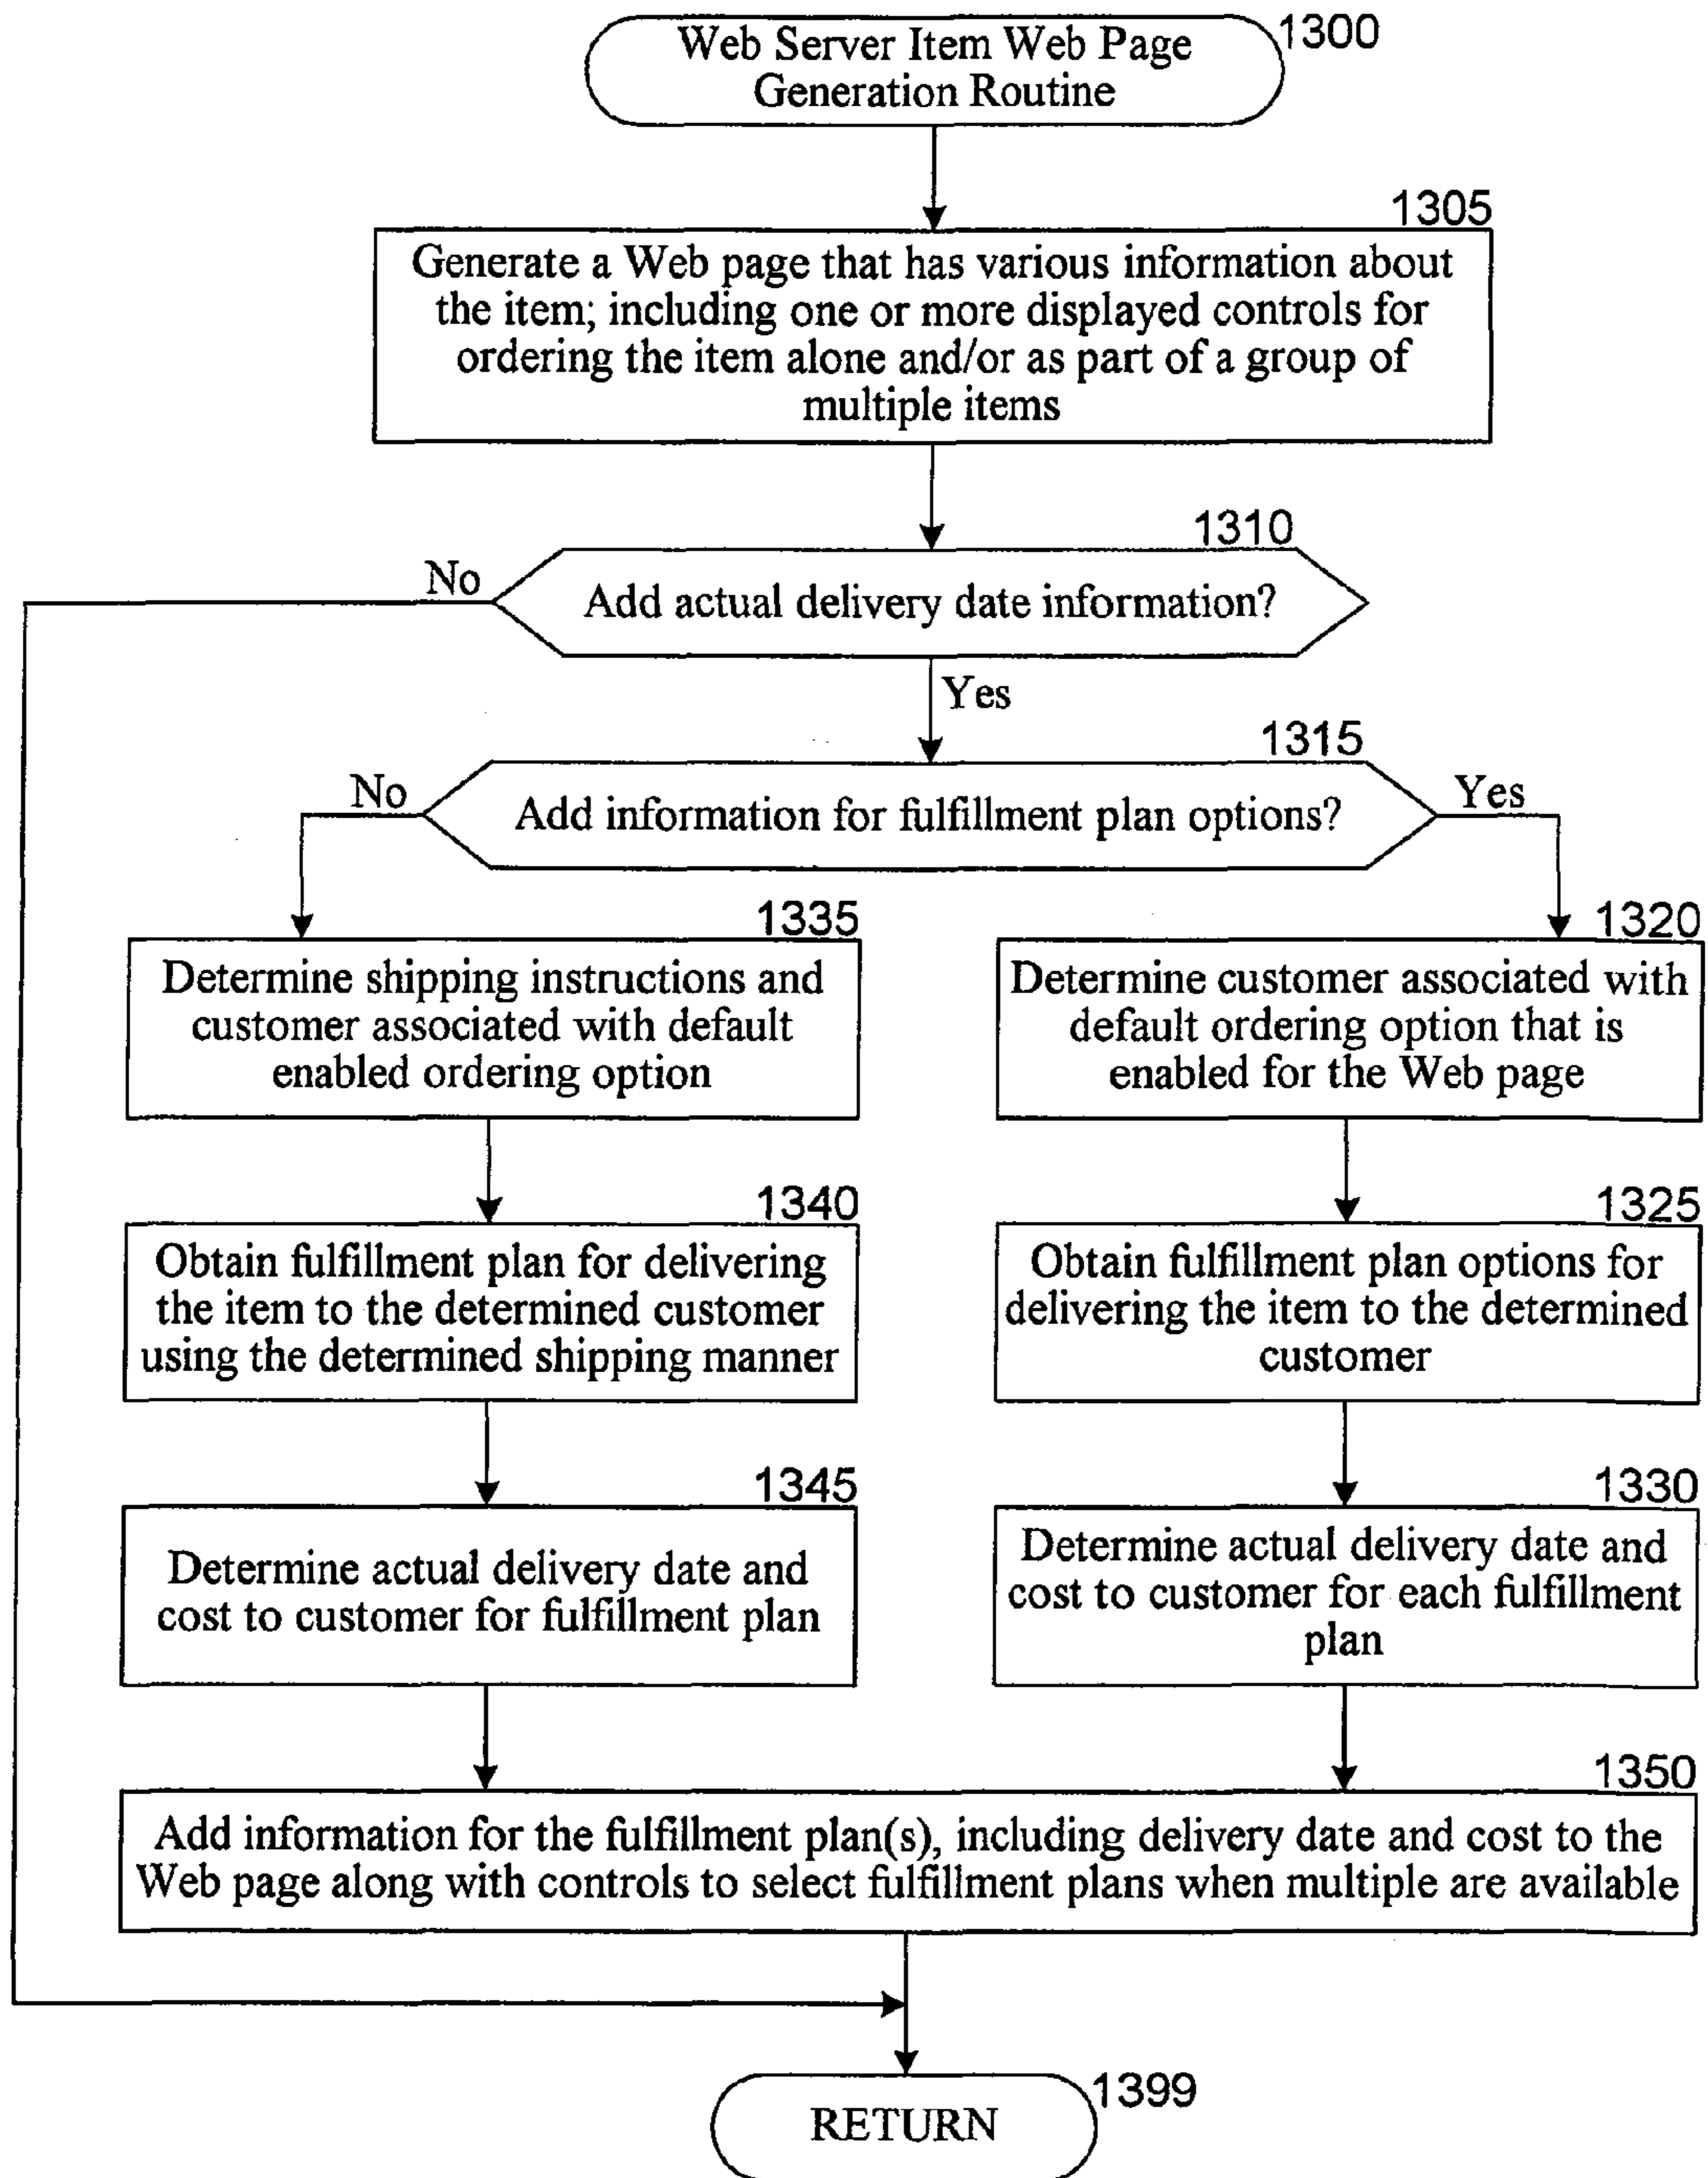 1300
Web Server Item Web Page
Generation Routine
1305
Generate a Web page that has various information about
the item; including one or more displayed controls for
ordering the item alone and/or as part of a group of
multiple items
1310
No
Add actual delivery date information?
Yes
1315
No
Add information for fulfillment plan options?
Yes
1335
Determine shipping instructions and
customer associated with default
enabled ordering option
1320
Determine customer associated with
default ordering option that is
enabled for the Web page
1340
Obtain fulfillment plan for delivering
the item to the determined customer
using the determined shipping manner
1325
Obtain fulfillment plan options for
delivering the item to the determined
customer
1345
Determine actual delivery date and
cost to customer for fulfillment plan
1330
Determine actual delivery date and
cost to customer for each fulfillment
plan
1350
Add information for the fulfillment plan(s), including delivery date and cost to the
Web page along with controls to select fulfillment plans when multiple are available
1399
RETURN